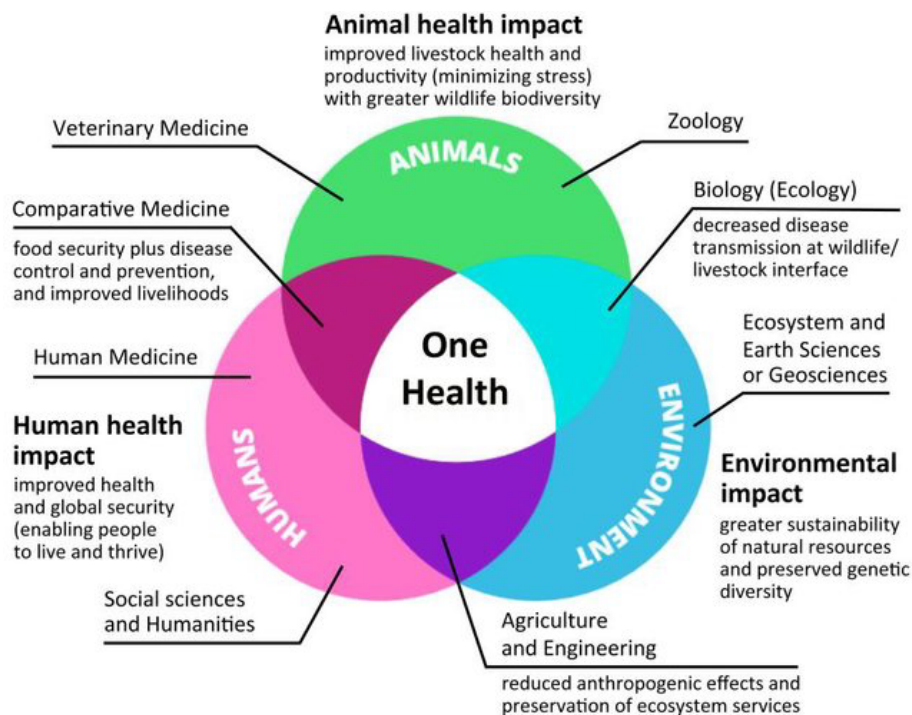 Animal health impact
improved livestock health and
productivity (minimizing stress)
with greater wildlife biodiversity
Veterinary Medicine
Zoology
ANIMALS
Comparative Medicine
food security plus disease
control and prevention,
and improved livelihoods
Biology (Ecology)
decreased disease
transmission at wildlife/
livestock interface
One
Health
Human Medicine
Ecosystem and
Earth Sciences
or Geosciences
Human health
impact
improved health
and global security
(enabling people
to live and thrive)
HUMANS
ENVIRONMENT
Environmental
impact
greater sustainability
of natural resources
and preserved genetic
diversity
Social sciences
and Humanities
Agriculture
and Engineering
reduced anthropogenic effects and
preservation of ecosystem services